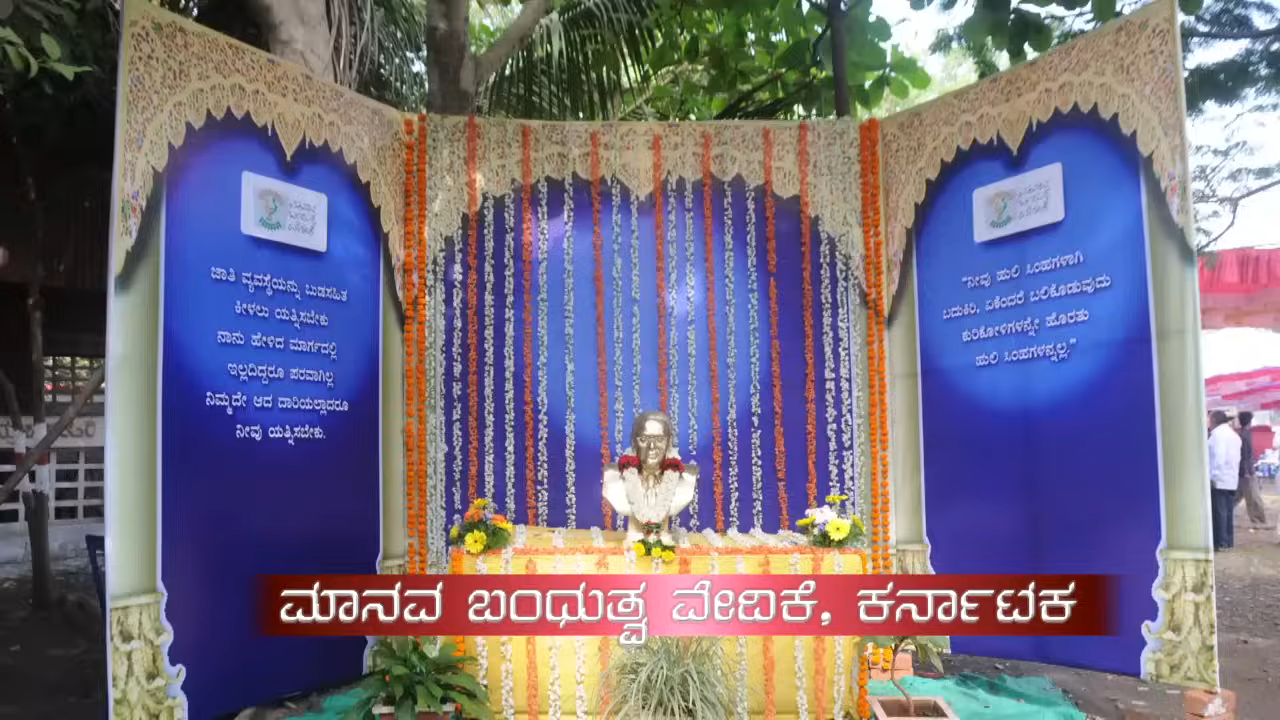 ಜಾತಿ ವ್ಯವಸ್ಥೆಯನ್ನು ಬುಡಸಹಿತ
ಕೀಳಲು ಯತ್ನಿಸಬೇಕು
ನಾನು ಹೇಳಿದ ಮಾರ್ಗದಲ್ಲಿ
ಇಲ್ಲದಿದ್ದರೂ ಪರವಾಗಿಲ್ಲ
ನಿಮ್ಮದೇ ಆದ ದಾರಿಯಲ್ಲಾದರೂ
ನೀವು ಯತ್ನಿಸಬೇಕು.
"ನೀವು ಹುಲಿ ಸಿಂಹಗಳಾಗಿ
ಬದುಕಿರಿ, ಏಕೆಂದರೆ ಬಲಿಕೊಡುವುದು
ಕುರಿಕೋಳಿಗಳನ್ನೇ ಹೊರತು
ಹುಲಿ ಸಿಂಹಗಳನ್ನಲ್ಲ."
ಮಾನವ ಬಂಧುತ್ವ ವೇದಿಕೆ, ಕರ್ನಾಟಕ